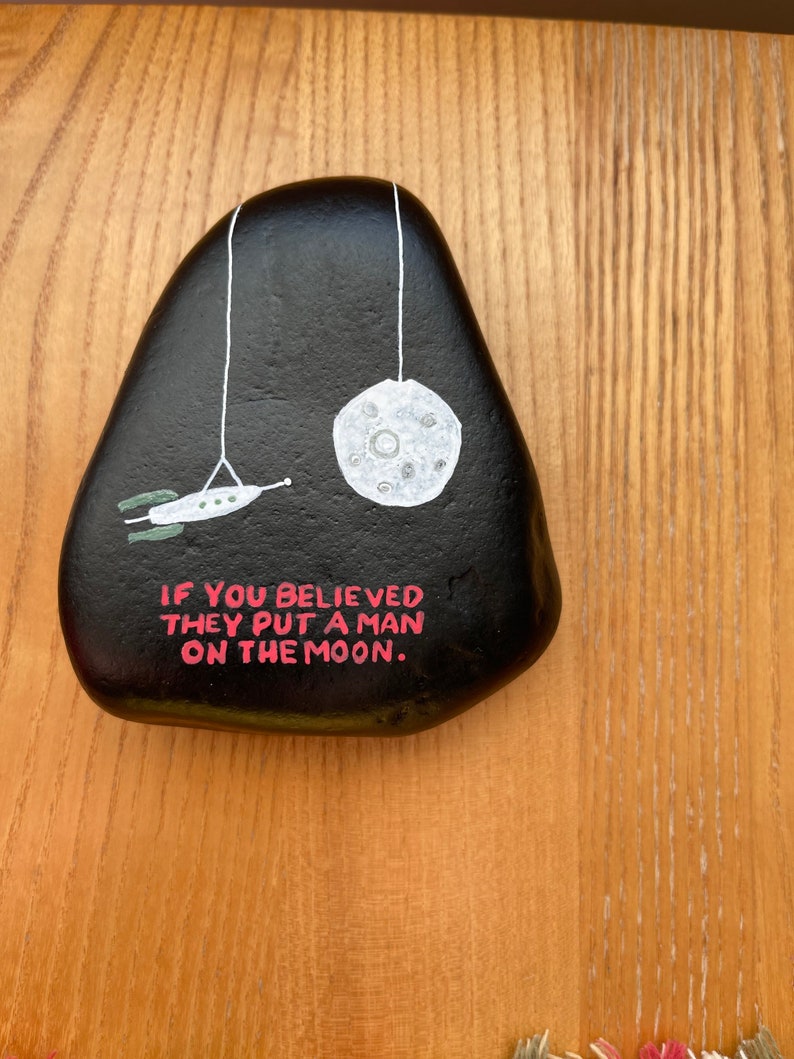 IF YOU BELIEVED
THEY PUT A MAN
ON THE MOON.